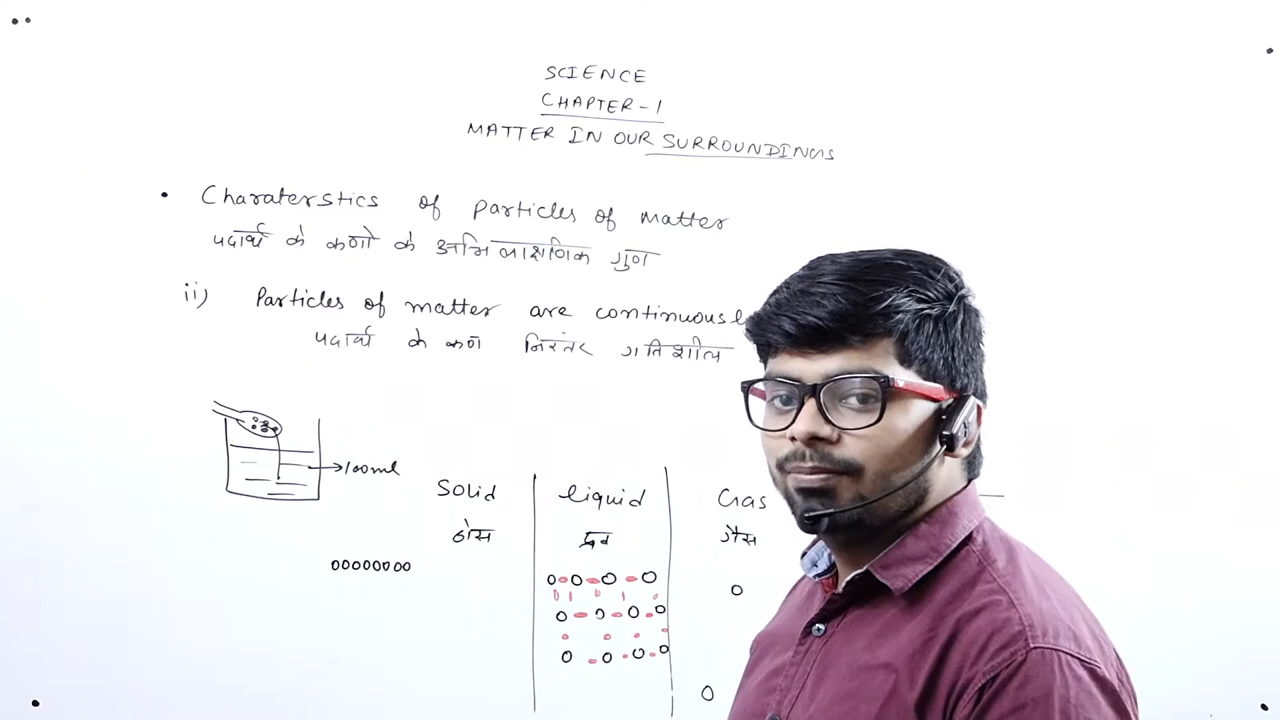 SCIENCE
CHAPTER-1
MATTER IN OUR SURROUNDINGS
• Charaterstics of particles of matter
पदार्थ के कणो के अभिलाक्षणिक गुण
ii) Particles of matter are continuousl
पदार्थ के कण निरंतर गतिशील
100ml
Solid liquid Gas
ठोस द्रव गैस